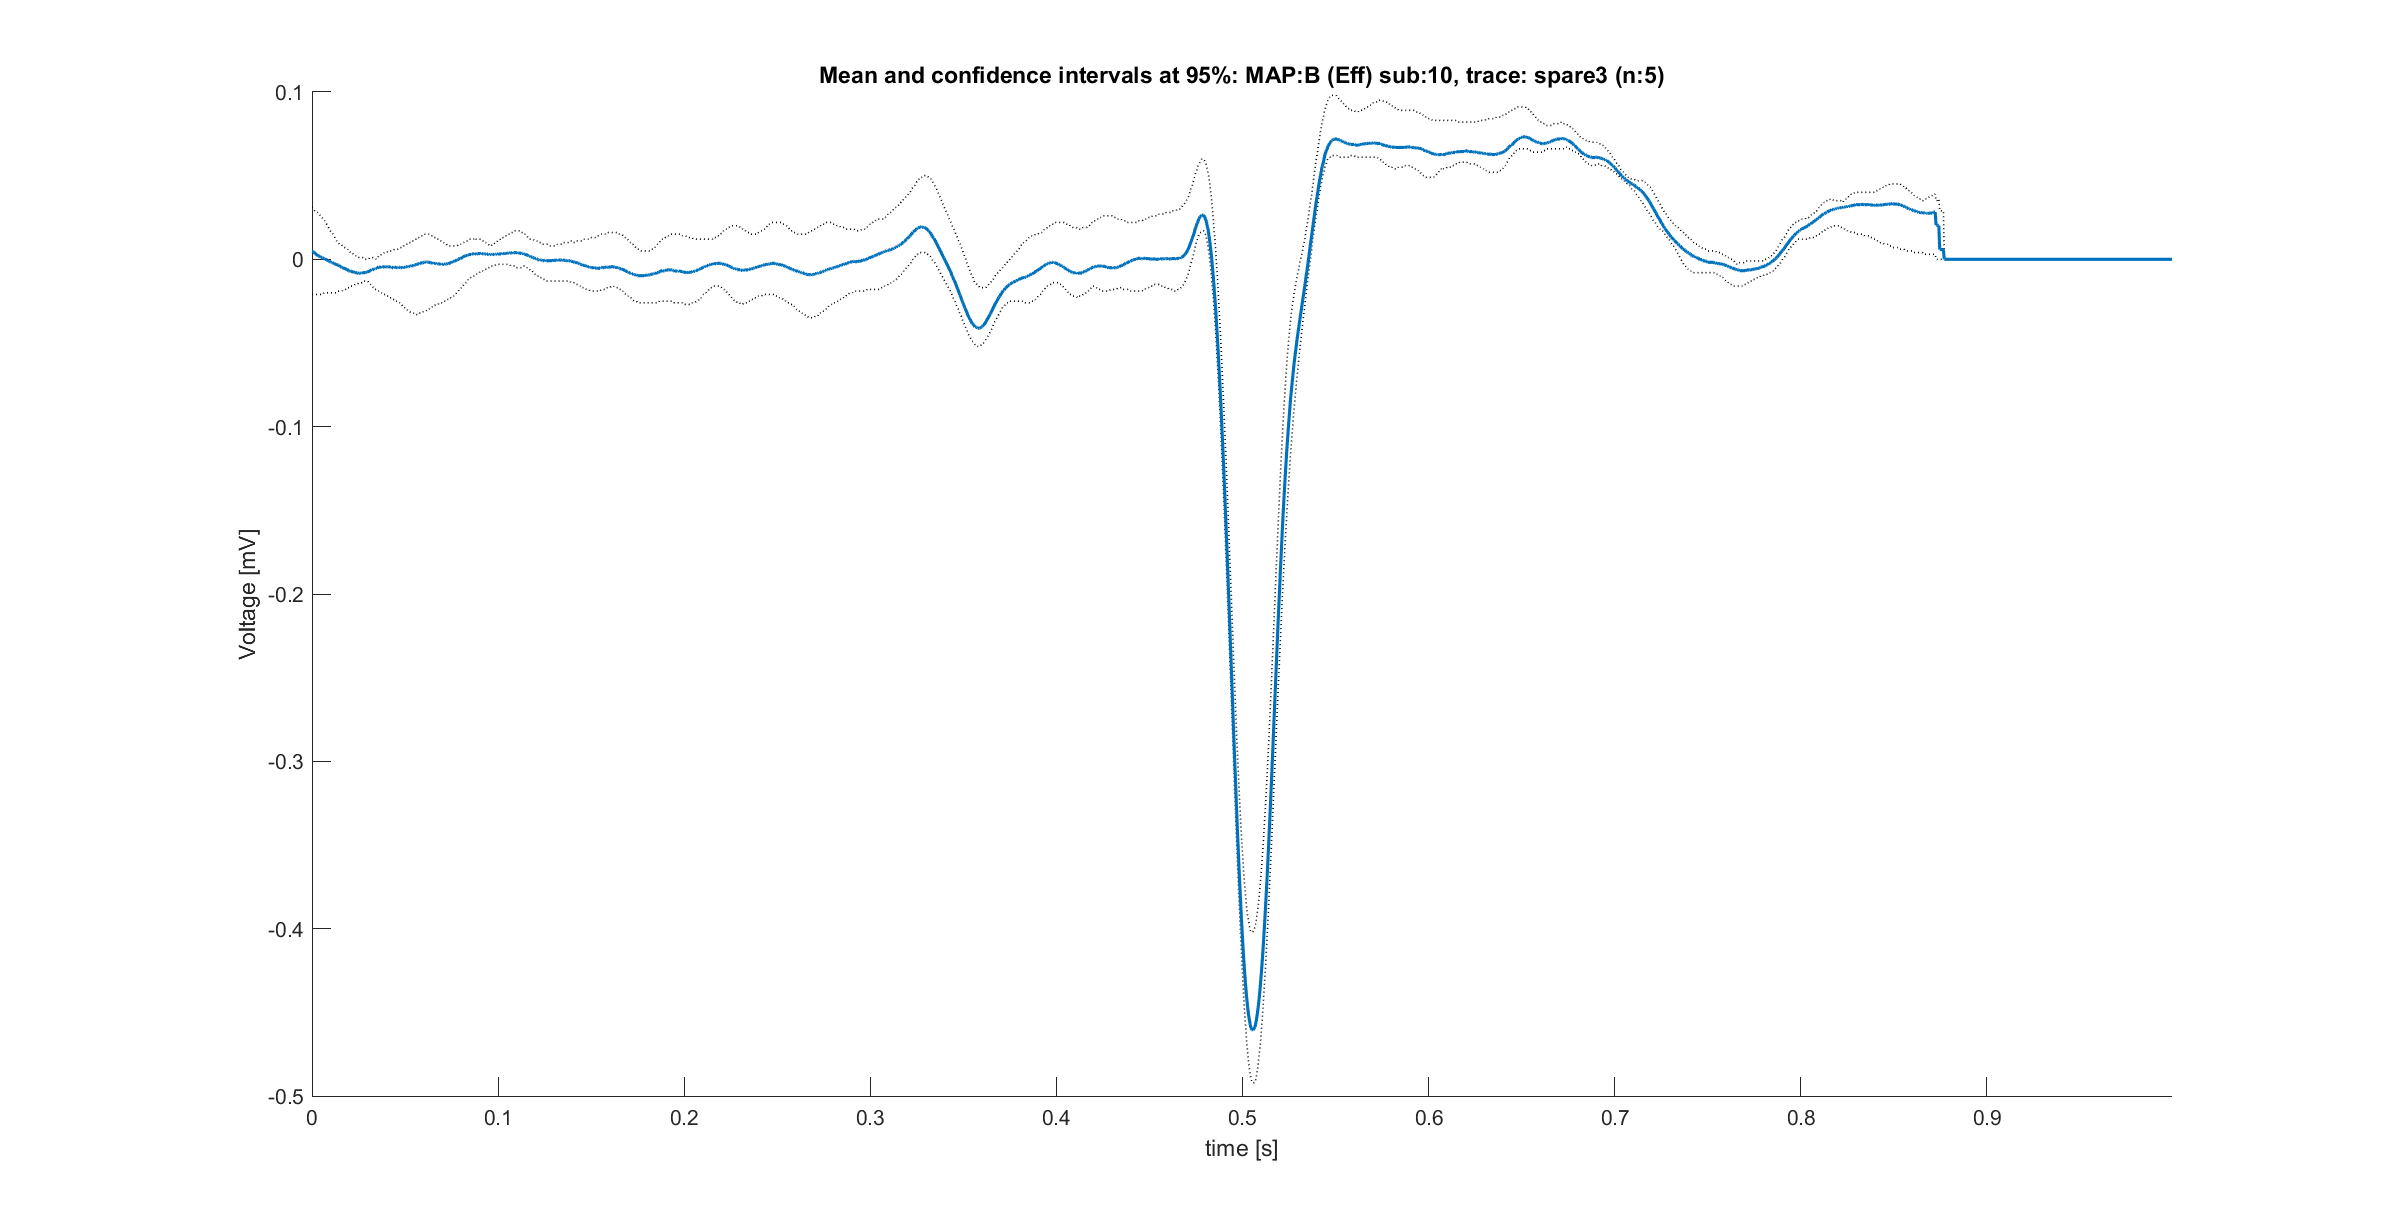 Mean and confidence intervals at 95%: MAP:B (Eff) sub:10, trace: spare3 (n:5)
0.1
0
-0.1
-0.2
-0.3
-0.4
-0.5
Voltage [mV]
0 0.1 0.2 0.3 0.4 0.5 0.6 0.7 0.8 0.9
time [s]